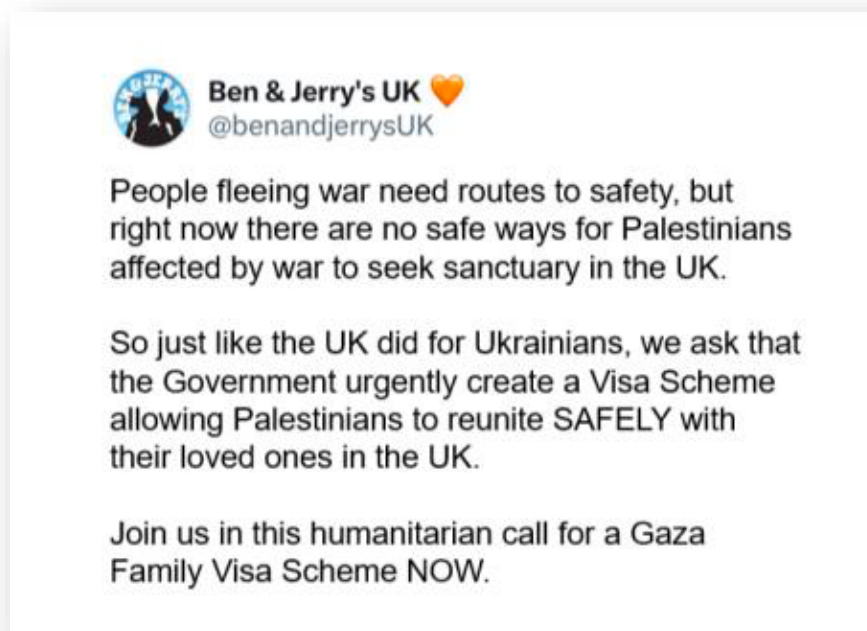 Ben & Jerry's UK 🧡
@benandjerrysUK
People fleeing war need routes to safety, but
right now there are no safe ways for Palestinians
affected by war to seek sanctuary in the UK.
So just like the UK did for Ukrainians, we ask that
the Government urgently create a Visa Scheme
allowing Palestinians to reunite SAFELY with
their loved ones in the UK.
Join us in this humanitarian call for a Gaza
Family Visa Scheme NOW.